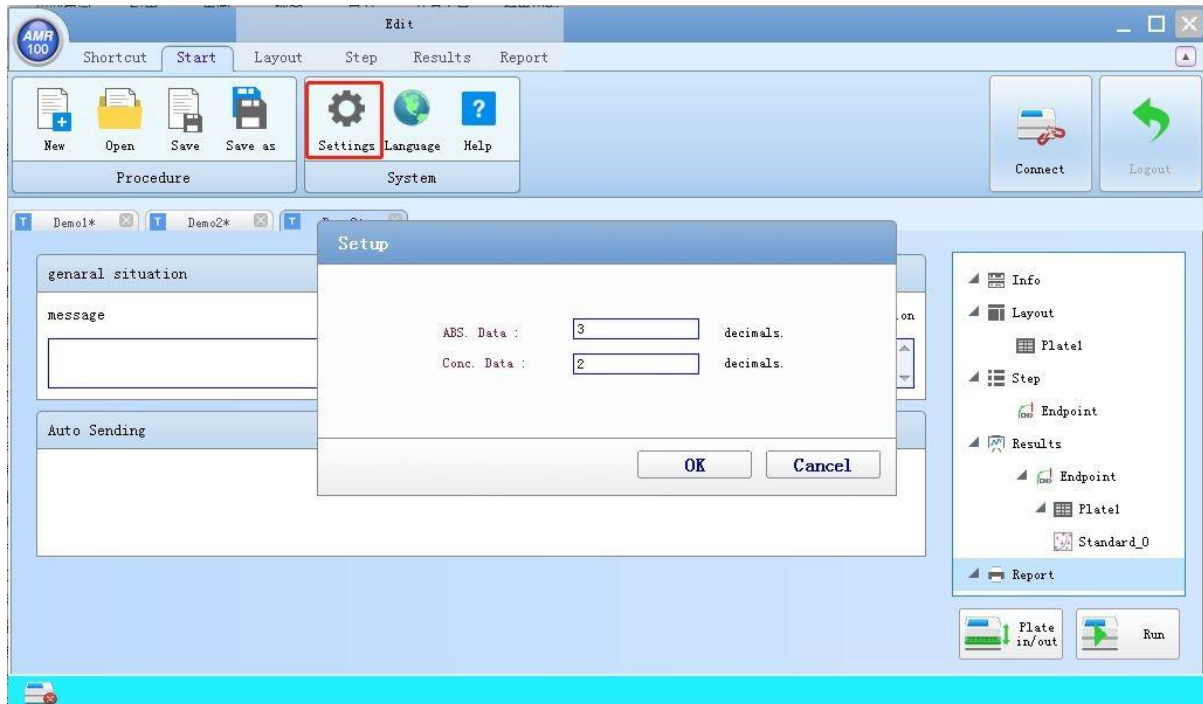 Edit
AMR
100
Shortcut Start Layout Step Results Report
New Open Save Save as Settings Language Help
Connect Logout
Procedure System
T Demo1* T Demo2* T
Setup
genaral situation
message
ABS. Data : 3 decimals.
Conc. Data : 2 decimals.
OK Cancel
Auto Sending
Info
Layout
Plate1
Step
Endpoint
Results
Endpoint
Plate1
Standard_0
Report
Plate
in/out
Run